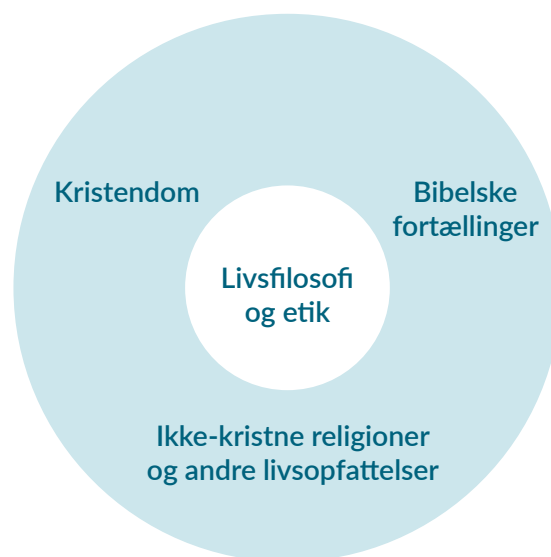 Kristendom
Bibelske
fortællinger
Livsfilosofi
og etik
Ikke-kristne religioner
og andre livsopfattelser